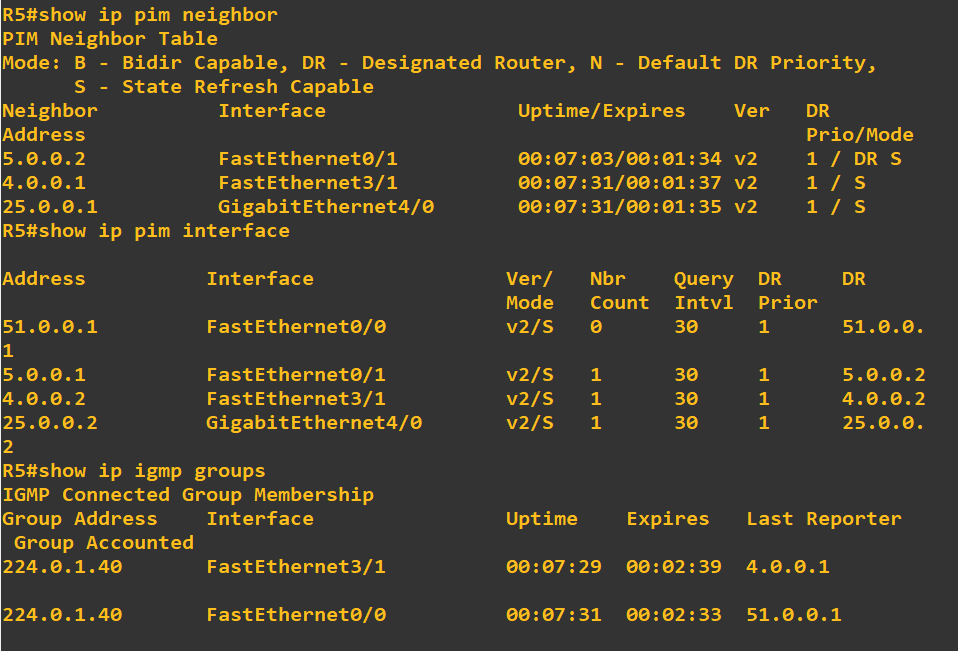 R5#show ip pim neighbor
PIM Neighbor Table
Mode: B - Bidir Capable, DR - Designated Router, N - Default DR Priority,
      S - State Refresh Capable
Neighbor          Interface                Uptime/Expires    Ver   DR
Address                                                            Prio/Mode
5.0.0.2           FastEthernet0/1          00:07:03/00:01:34 v2    1 / DR S
4.0.0.1           FastEthernet3/1          00:07:31/00:01:37 v2    1 / S
25.0.0.1          GigabitEthernet4/0       00:07:31/00:01:35 v2    1 / S
R5#show ip pim interface

Address          Interface                Ver/   Nbr    Query  DR     DR
                                          Mode   Count  Intvl  Prior
51.0.0.1         FastEthernet0/0          v2/S   0      30     1      51.0.0.
1
5.0.0.1          FastEthernet0/1          v2/S   1      30     1      5.0.0.2
4.0.0.2          FastEthernet3/1          v2/S   1      30     1      4.0.0.2
25.0.0.2         GigabitEthernet4/0       v2/S   1      30     1      25.0.0.
2
R5#show ip igmp groups
IGMP Connected Group Membership
Group Address    Interface                Uptime    Expires   Last Reporter
 Group Accounted
224.0.1.40       FastEthernet3/1          00:07:29  00:02:39  4.0.0.1

224.0.1.40       FastEthernet0/0          00:07:31  00:02:33  51.0.0.1